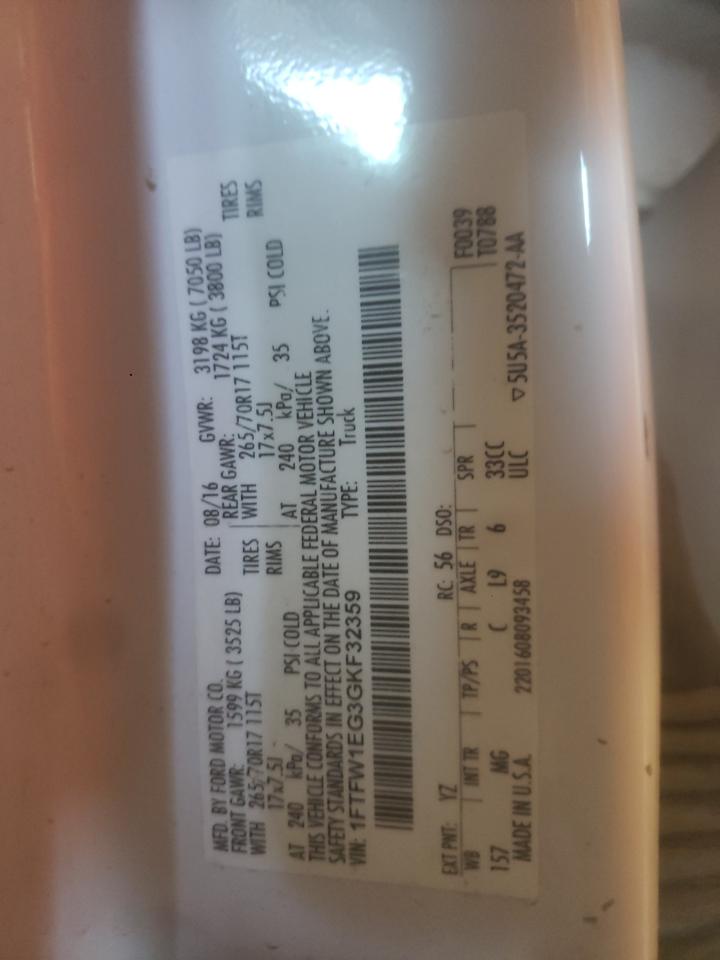 MFD. BY FORD MOTOR CO.
DATE: 08/16 GVWR: 3198 KG ( 7050 LB)
FRONT GAWR: 1599 KG ( 3525 LB) REAR GAWR: 1724 KG ( 3800 LB)
WITH 265/70R17 115T TIRES WITH 265/70R17 115T TIRES
17x7.5J RIMS 17x7.5J RIMS
AT 240 kPa/ 35 PSI COLD AT 240 kPa/ 35 PSI COLD
THIS VEHICLE CONFORMS TO ALL APPLICABLE FEDERAL MOTOR VEHICLE
SAFETY STANDARDS IN EFFECT ON THE DATE OF MANUFACTURE SHOWN ABOVE.
VIN: 1FTFW1EG3GKF32359 TYPE: Truck
EXT PNT: YZ RC: 56 DSO: F0039
WB INT TR TP/PS R AXLE TR SPR T0788
157 MG C L9 6 33CC
MADE IN U.S.A. 2201608093458 ULC ▽ 5U5A-3520472-AA